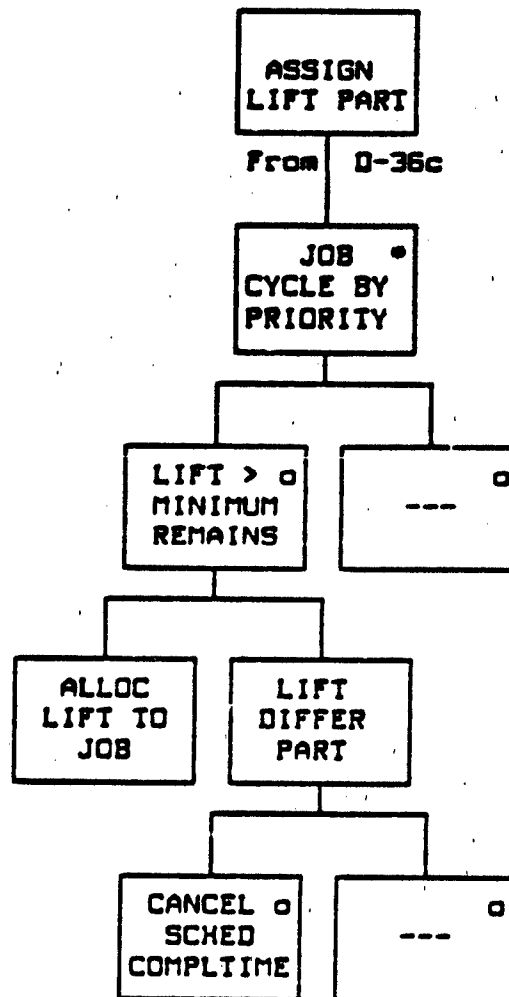 ASSIGN
LIFT PART
From D-36c
JOB *
CYCLE BY
PRIORITY
LIFT > o
MINIMUM
REMAINS
o
---
ALLOC
LIFT TO
JOB
LIFT
DIFFER
PART
CANCEL o
SCHED
COMPLTIME
o
---